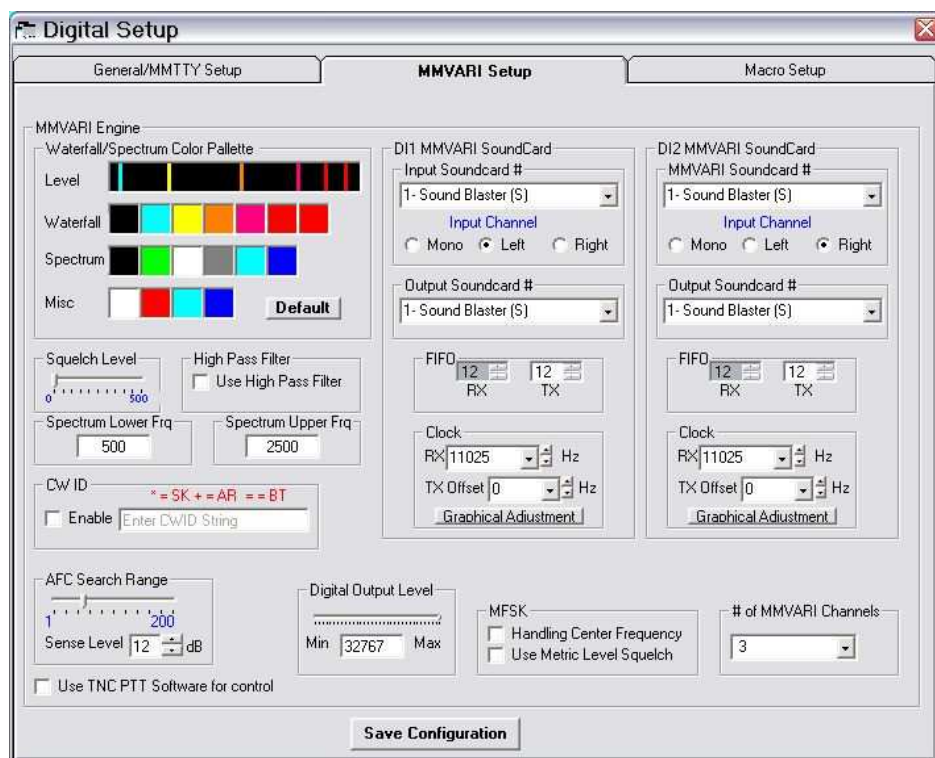 Digital Setup
General/MMTTY Setup
MMVARI Setup
Macro Setup
MMVARI Engine
Waterfall/Spectrum Color Pallette
Level
Waterfall
Spectrum
Misc
Default
Squelch Level
0 500
High Pass Filter
Use High Pass Filter
Spectrum Lower Frq
500
Spectrum Upper Frq
2500
CW ID
* = SK + = AR = = BT
Enable Enter CWID String
AFC Search Range
1 200
Sense Level 12 dB
Use TNC PTT Software for control
DI1 MMVARI SoundCard
Input Soundcard #
1- Sound Blaster (S)
Input Channel
Mono Left Right
Output Soundcard #
1- Sound Blaster (S)
FIFO
12 12
RX TX
Clock
RX 11025 Hz
TX Offset 0 Hz
Graphical Adjustment
DI2 MMVARI SoundCard
MMVARI Soundcard #
1- Sound Blaster (S)
Input Channel
Mono Left Right
Output Soundcard #
1- Sound Blaster (S)
FIFO
12 12
RX TX
Clock
RX 11025 Hz
TX Offset 0 Hz
Graphical Adjustment
Digital Output Level
Min 32767 Max
MFSK
Handling Center Frequency
Use Metric Level Squelch
# of MMVARI Channels
3
Save Configuration